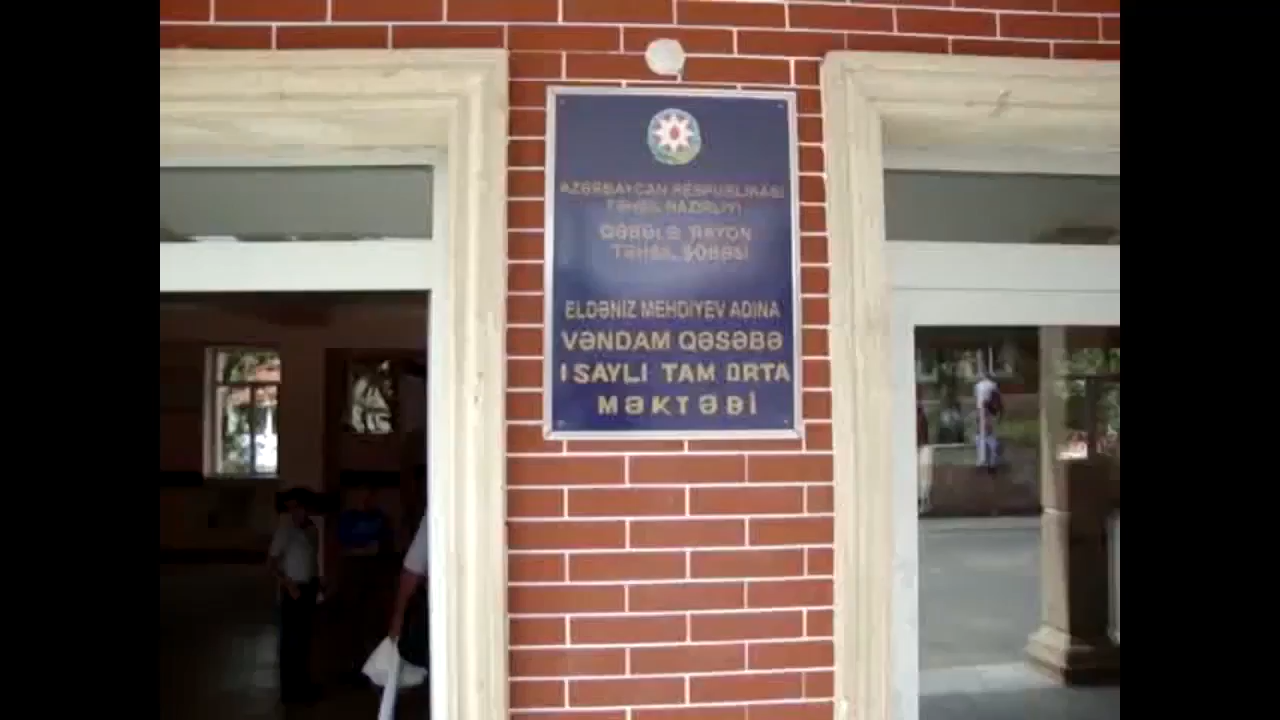 AZƏRBAYCAN RESPUBLİKASI
TƏHSİL NAZİRLİYİ
QƏBƏLƏ RAYON
TƏHSİL ŞÖBƏSİ
ELDƏNİZ MEHDİYEV ADINA
VƏNDAM QƏSƏBƏ
I SAYLI TAM ORTA
MƏKTƏBİ